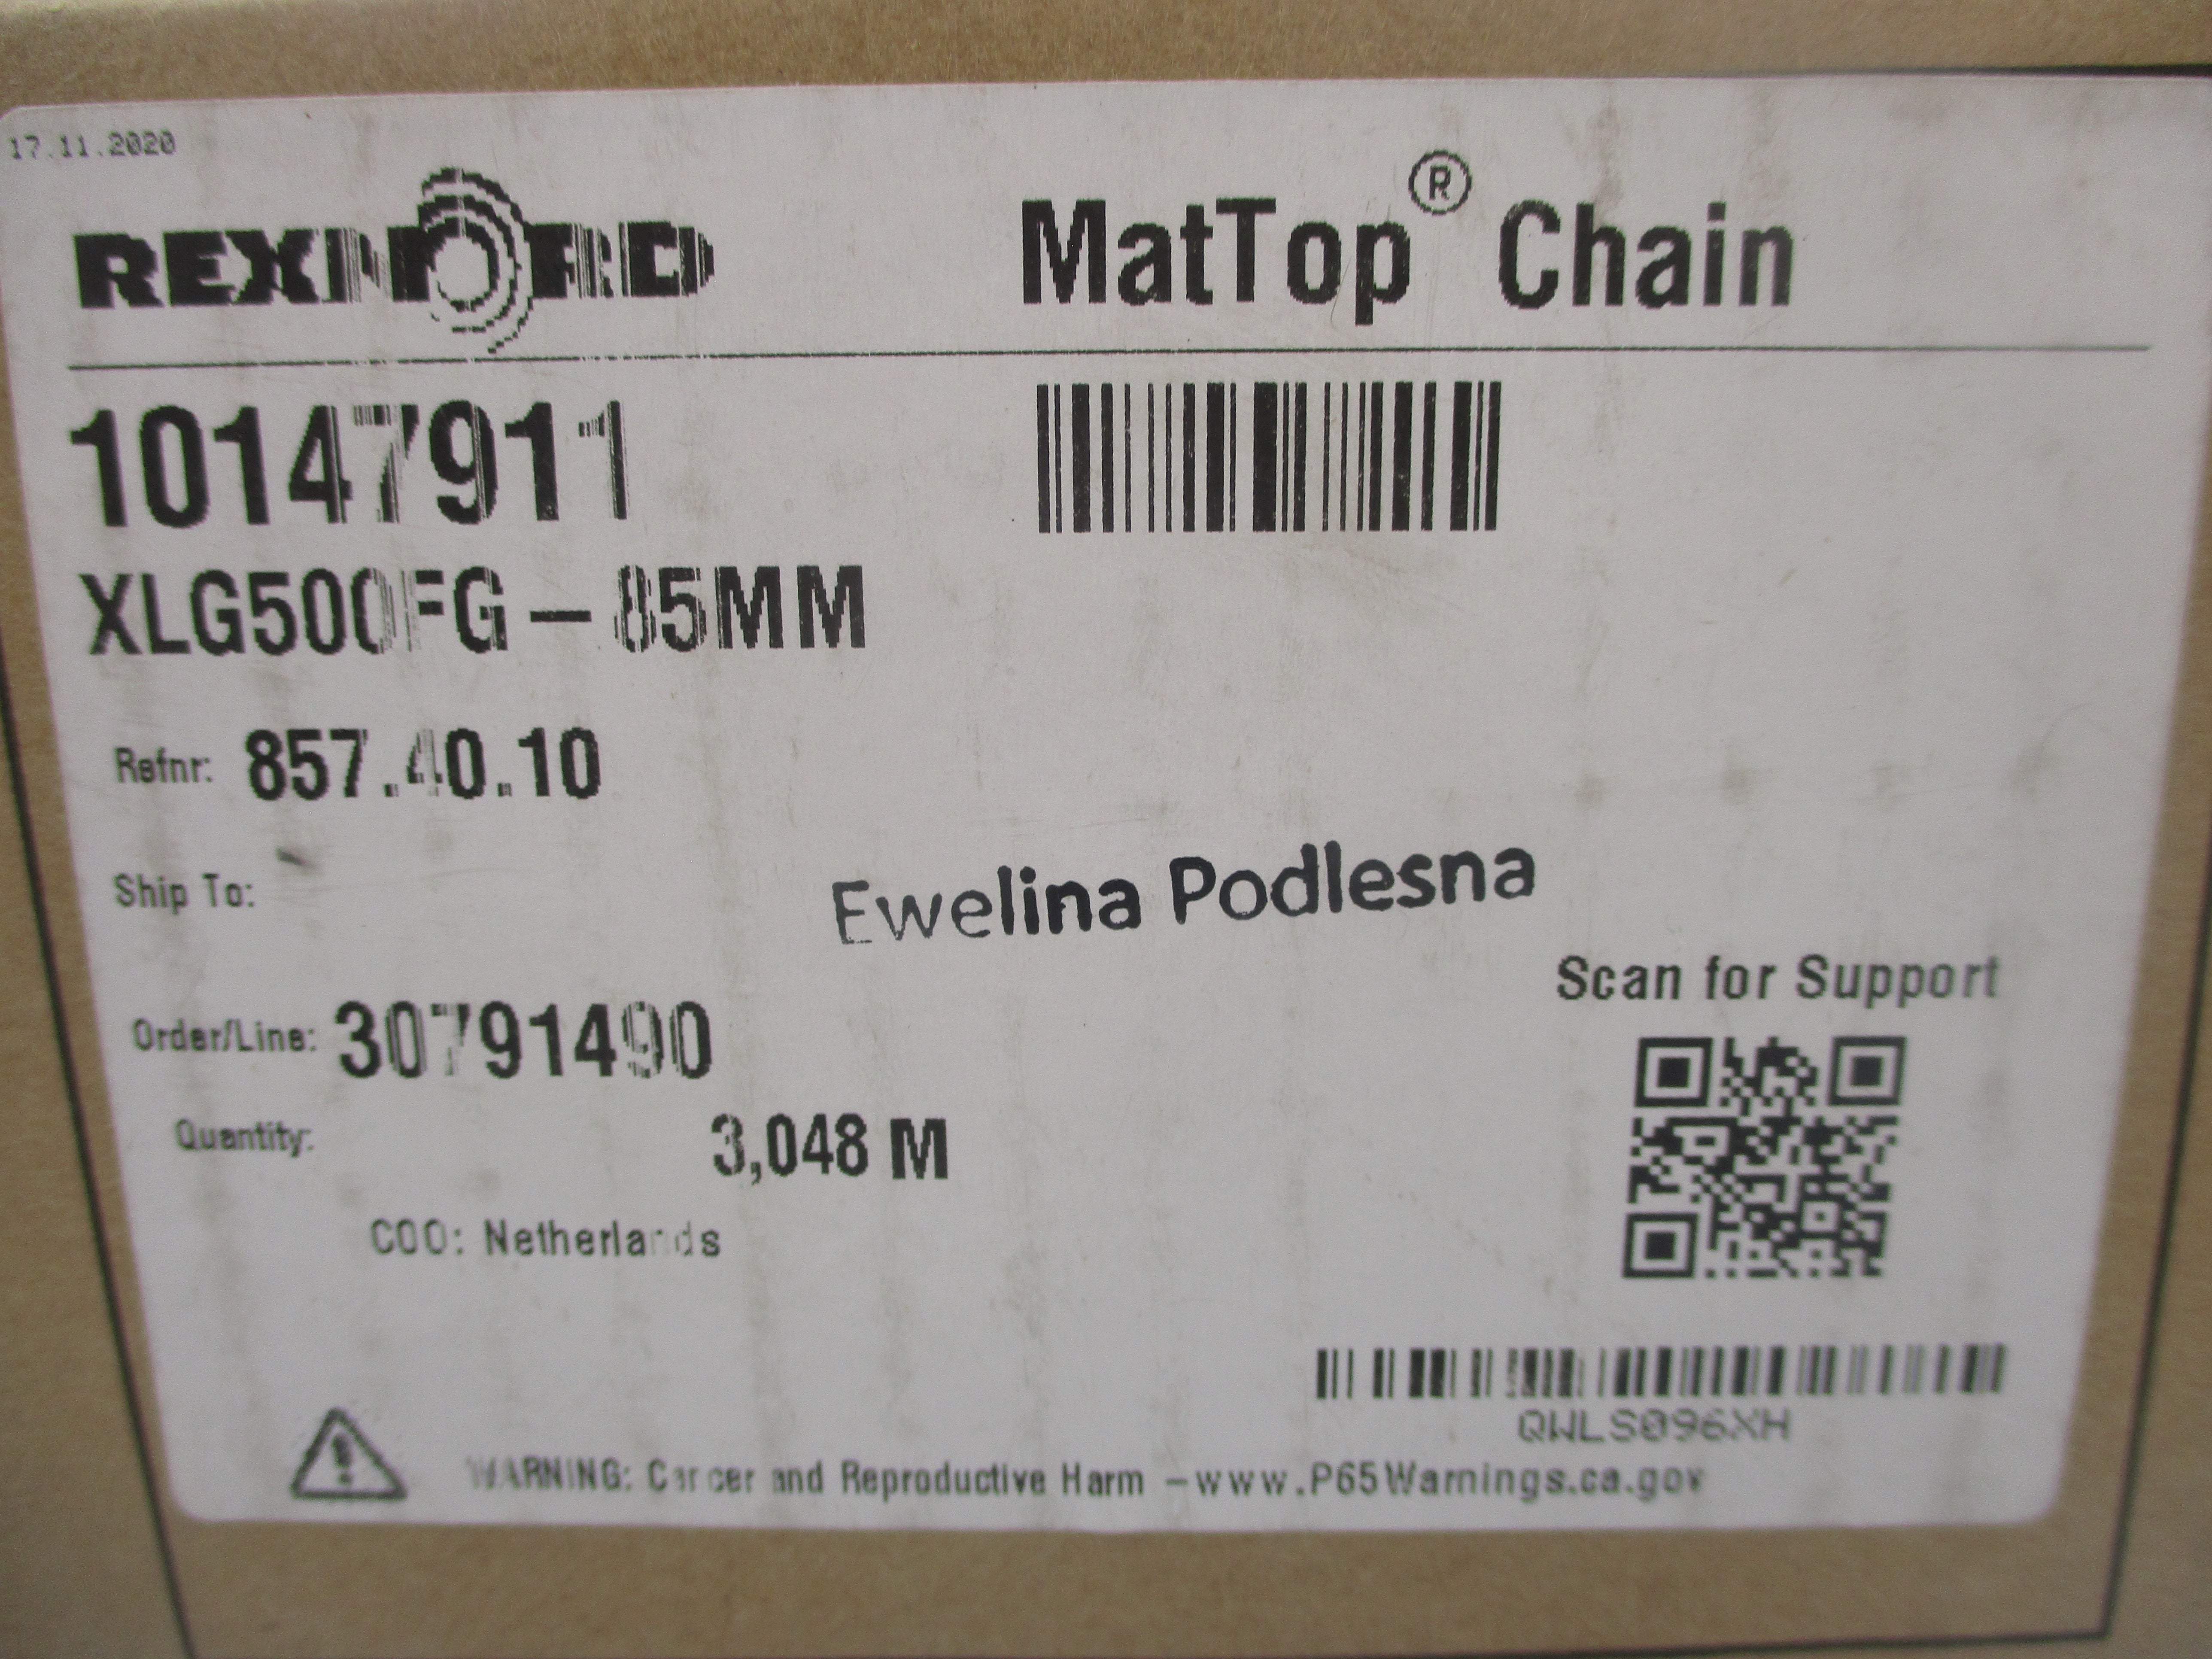 17.11.2020
REXNORD
MatTop® Chain
10147911
XLG500FG - 85MM
Refnr: 857.40.10
Ship To:
Ewelina Podlesna
Scan for Support
Order/Line: 30791490
Quantity: 3,048 M
COO: Netherlands
QWLS096XH
WARNING: Cancer and Reproductive Harm -www.P65Warnings.ca.gov